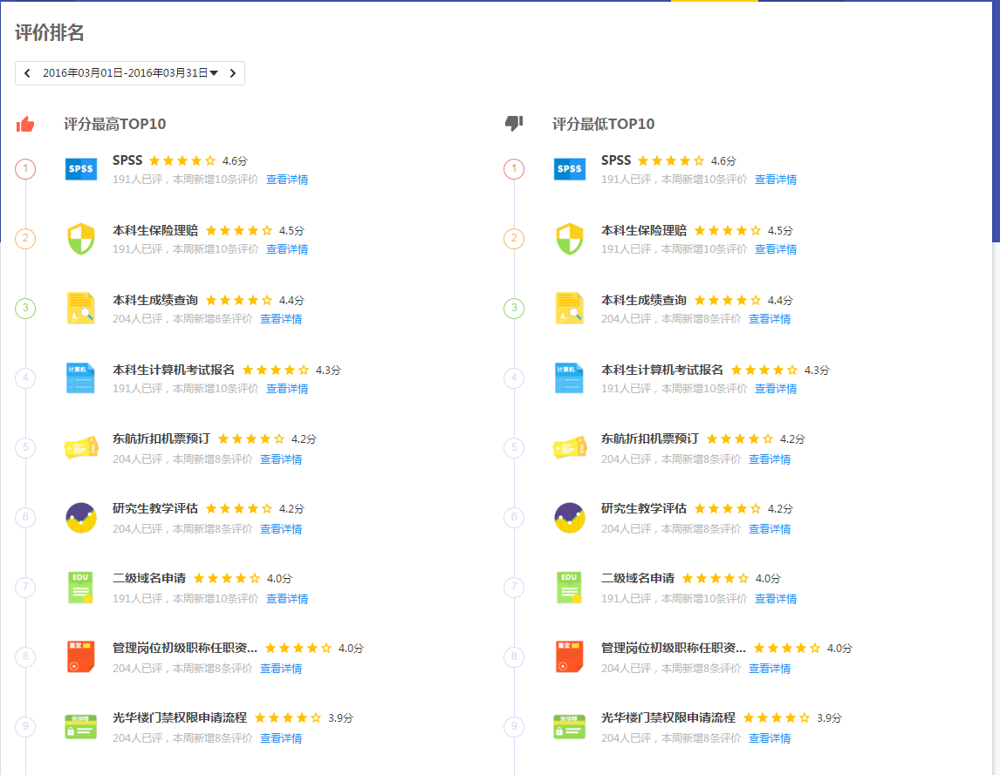 评价排名
2016年03月01日-2016年03月31日
评分最高TOP10
1
SPSS
SPSS 4.6分
191人已评，本周新增10条评价 查看详情
2
本科生保险理赔 4.5分
191人已评，本周新增10条评价 查看详情
3
本科生成绩查询 4.4分
204人已评，本周新增8条评价 查看详情
4
计算机
本科生计算机考试报名 4.3分
191人已评，本周新增10条评价 查看详情
5
东航折扣机票预订 4.2分
204人已评，本周新增8条评价 查看详情
6
研究生教学评估 4.2分
204人已评，本周新增8条评价 查看详情
7
EDU
二级域名申请 4.0分
191人已评，本周新增10条评价 查看详情
8
管理岗位初级职称任职资... 4.0分
204人已评，本周新增8条评价 查看详情
9
光华楼
光华楼门禁权限申请流程 3.9分
204人已评，本周新增8条评价 查看详情
评分最低TOP10
1
SPSS
SPSS 4.6分
191人已评，本周新增10条评价 查看详情
2
本科生保险理赔 4.5分
191人已评，本周新增10条评价 查看详情
3
本科生成绩查询 4.4分
204人已评，本周新增8条评价 查看详情
4
计算机
本科生计算机考试报名 4.3分
191人已评，本周新增10条评价 查看详情
5
东航折扣机票预订 4.2分
204人已评，本周新增8条评价 查看详情
6
研究生教学评估 4.2分
204人已评，本周新增8条评价 查看详情
7
EDU
二级域名申请 4.0分
191人已评，本周新增10条评价 查看详情
8
管理岗位初级职称任职资... 4.0分
204人已评，本周新增8条评价 查看详情
9
光华楼
光华楼门禁权限申请流程 3.9分
204人已评，本周新增8条评价 查看详情